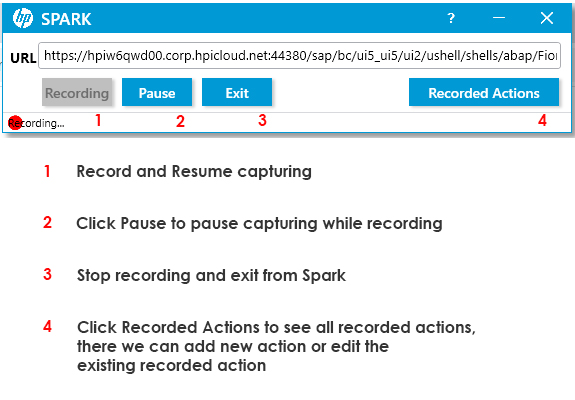 hp SPARK ?
URL https://hpiw6qwd00.corp.hpicloud.net:44380/sap/bc/ui5_ui5/ui2/ushell/shells/abap/Fior
Recording Pause Exit Recorded Actions
Recording... 1 2 3 4
1 Record and Resume capturing
2 Click Pause to pause capturing while recording
3 Stop recording and exit from Spark
4 Click Recorded Actions to see all recorded actions,
there we can add new action or edit the
existing recorded action